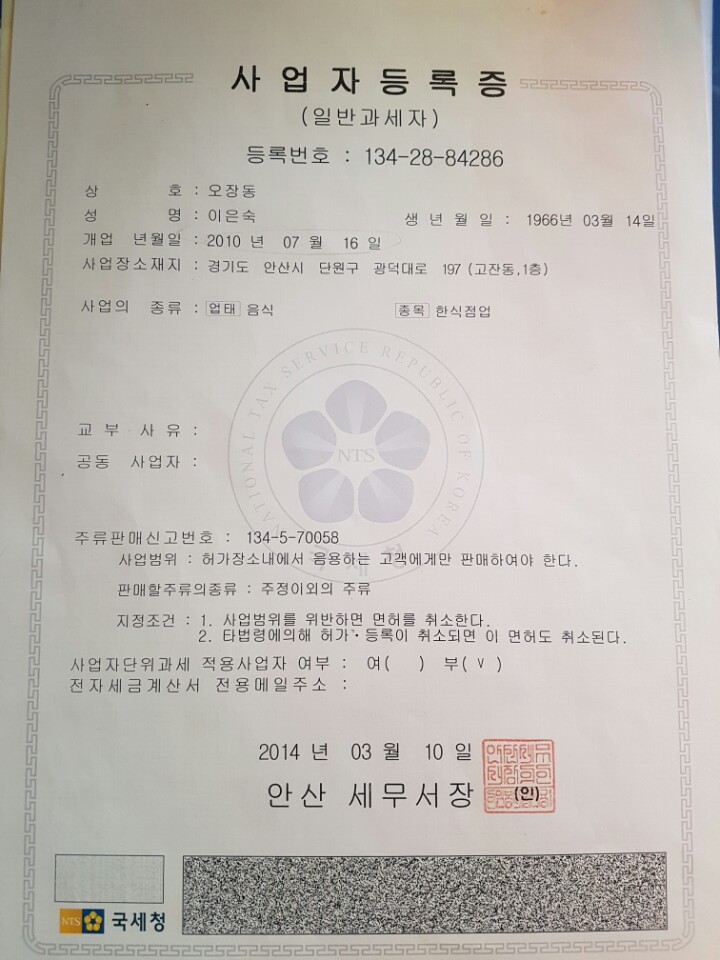 사업자등록증
(일반과세자)
등록번호 : 134-28-84286
상 호 : 오장동
성 명 : 이은숙 생년월일 : 1966년 03월 14일
개업 년월일 : 2010 년 07 월 16 일
사업장소재지 : 경기도 안산시 단원구 광덕대로 197 (고잔동,1층)
사업의 종류 : 업태 음식 종목 한식점업
NATIONAL TAX SERVICE REPUBLIC OF KOREA
NTS
국세청
교부 사유 :
공동 사업자 :
주류판매신고번호 : 134-5-70058
사업범위 : 허가장소내에서 음용하는 고객에게만 판매하여야 한다.
판매할주류의종류 : 주정이외의 주류
지정조건 : 1. 사업범위를 위반하면 면허를 취소한다.
2. 타법령에의해 허가·등록이 취소되면 이 면허도 취소된다.
사업자단위과세 적용사업자 여부 : 여( ) 부(∨)
전자세금계산서 전용메일주소 :
2014 년 03 월 10 일
안산 세무서장 (인)
NTS 국세청